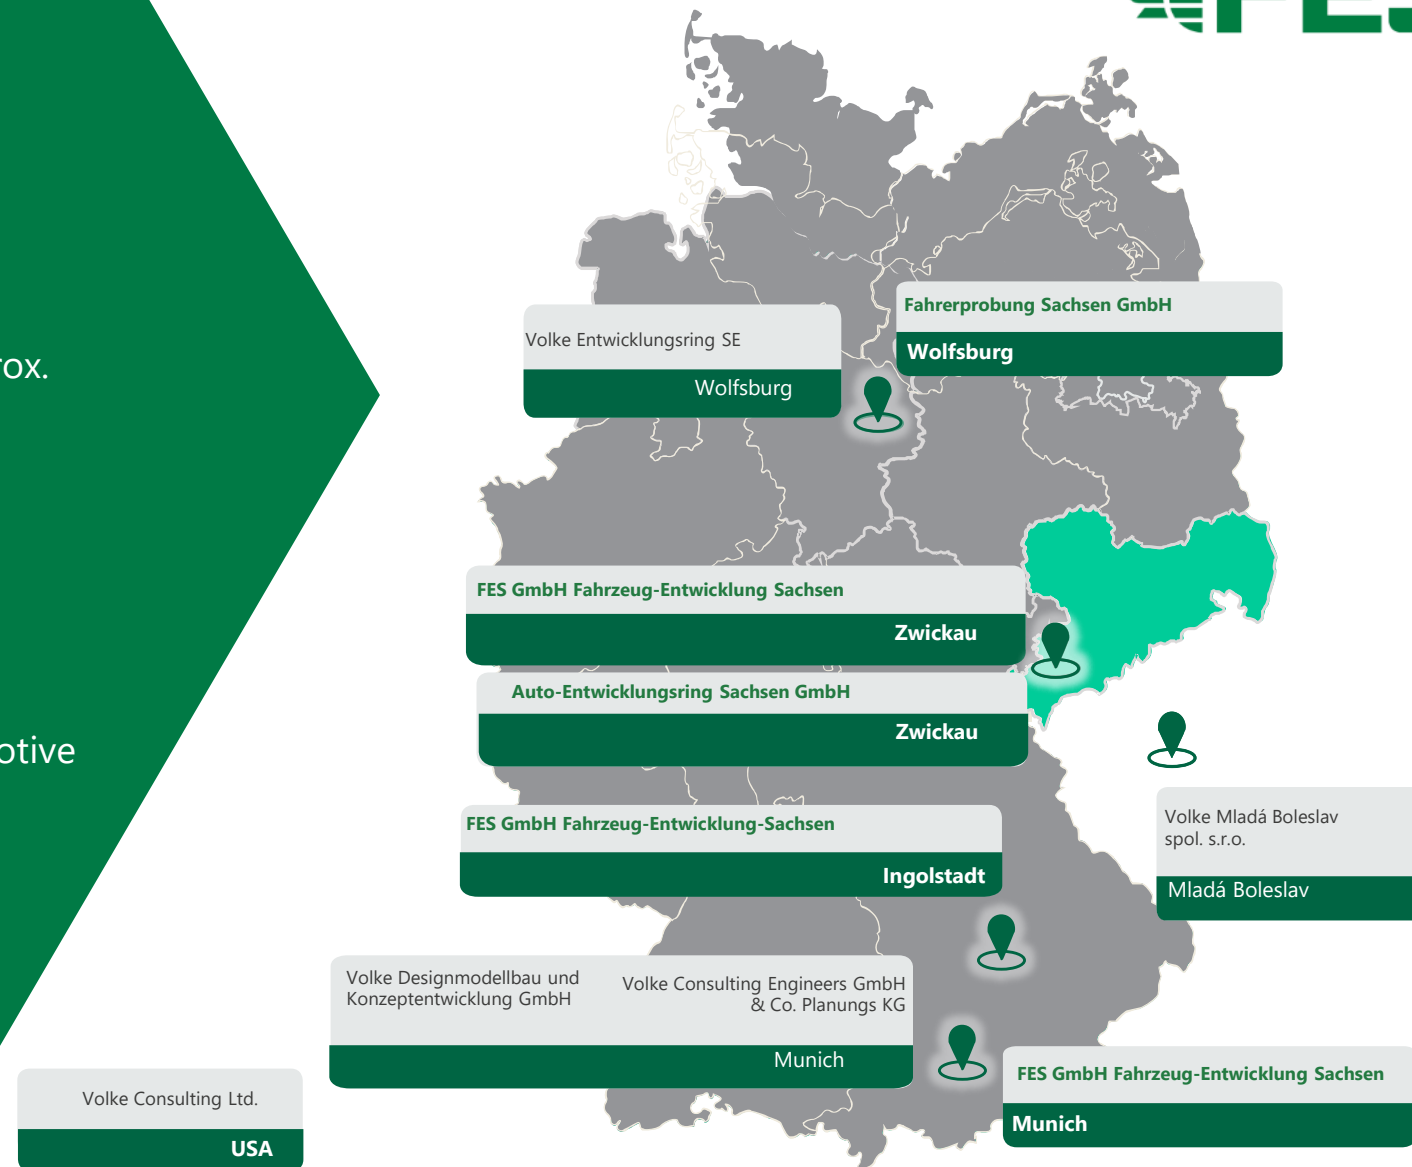 FES
rox.
otive
Fahrerprobung Sachsen GmbH
Wolfsburg
Volke Entwicklungsring SE
Wolfsburg
FES GmbH Fahrzeug-Entwicklung Sachsen
Zwickau
Auto-Entwicklungsring Sachsen GmbH
Zwickau
FES GmbH Fahrzeug-Entwicklung-Sachsen
Ingolstadt
Volke Mladá Boleslav
spol. s.r.o.
Mladá Boleslav
Volke Designmodellbau und
Konzeptentwicklung GmbH
Volke Consulting Engineers GmbH
& Co. Planungs KG
Munich
FES GmbH Fahrzeug-Entwicklung Sachsen
Munich
Volke Consulting Ltd.
USA